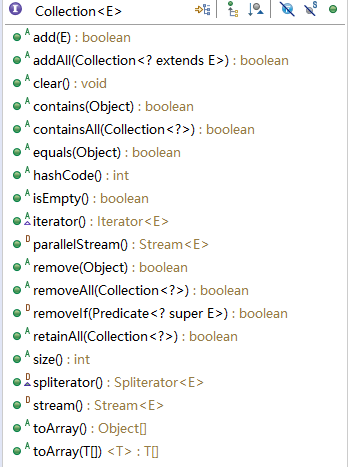 Collection<E>
A add(E) : boolean
A addAll(Collection<? extends E>) : boolean
A clear() : void
A contains(Object) : boolean
A containsAll(Collection<?>) : boolean
A equals(Object) : boolean
A hashCode() : int
A isEmpty() : boolean
A iterator() : Iterator<E>
D parallelStream() : Stream<E>
A remove(Object) : boolean
A removeAll(Collection<?>) : boolean
D removeIf(Predicate<? super E>) : boolean
A retainAll(Collection<?>) : boolean
A size() : int
D spliterator() : Spliterator<E>
D stream() : Stream<E>
A toArray() : Object[]
A toArray(T[]) <T> : T[]